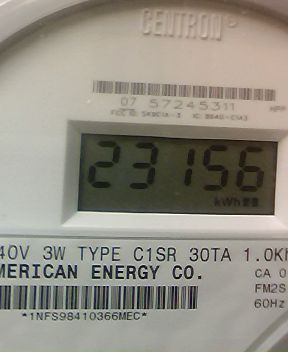 CENTRON
07 57245311
23156
kWh
40V 3W TYPE C1SR 30TA 1.0Kh
MERICAN ENERGY CO.
CA 0
FM2S
60Hz
*1NFS98410366MEC*